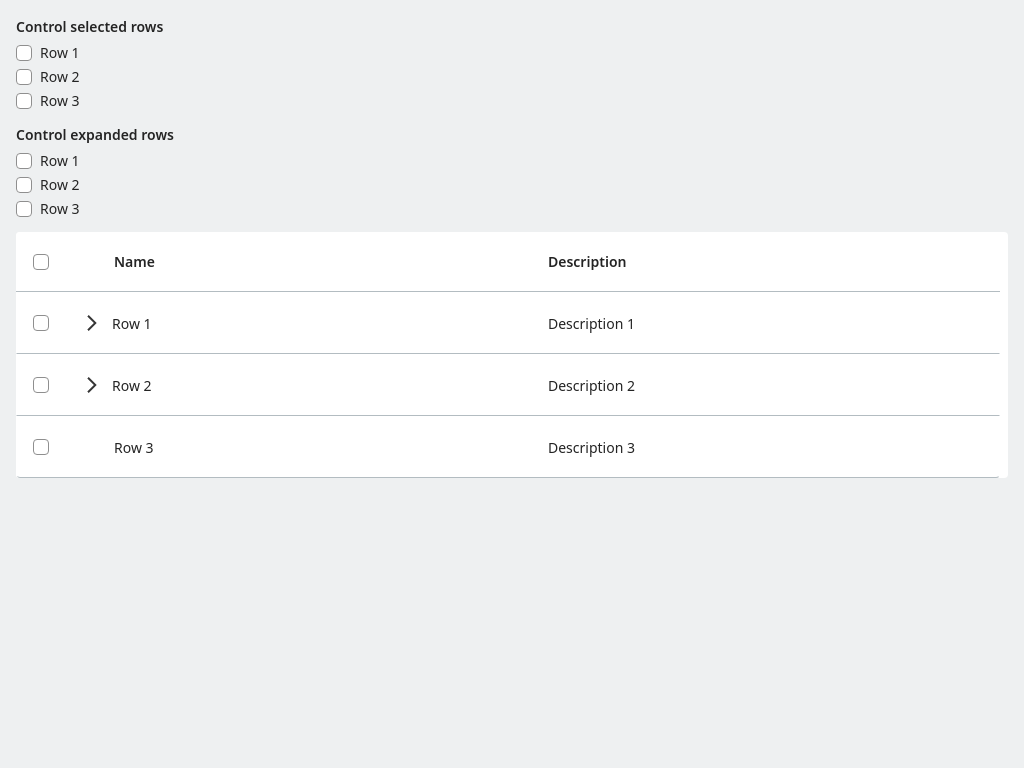 Control selected rows
Row 1
Row 2
Row 3
Control expanded rows
Row 1
Row 2
Row 3
Name Description
Row 1 Description 1
Row 2 Description 2
Row 3 Description 3